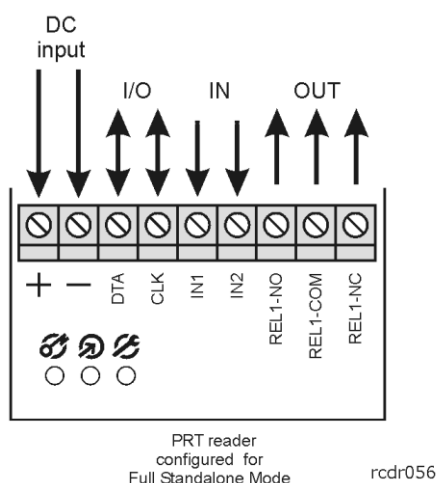 DC
input
I/O IN OUT
+ − DTA CLK IN1 IN2 REL1-NO REL1-COM REL1-NC
PRT reader
configured for
Full Standalone Mode
rcdr056